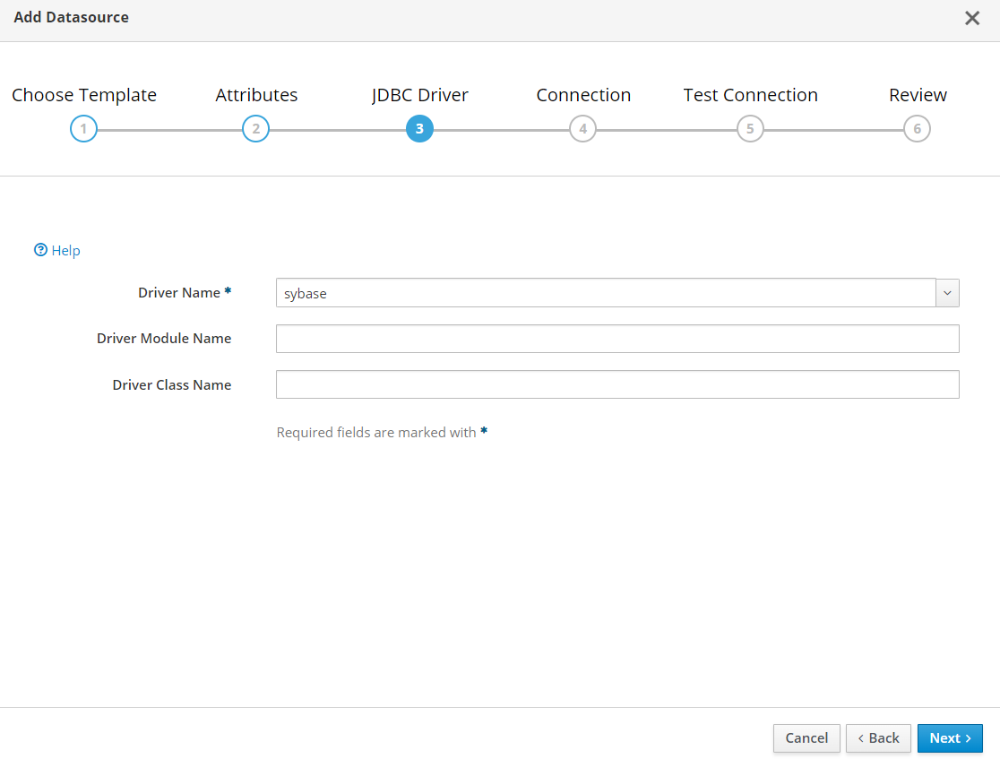 Add Datasource
Choose Template Attributes JDBC Driver Connection Test Connection Review
1 2 3 4 5 6
Help
Driver Name *
sybase
Driver Module Name
Driver Class Name
Required fields are marked with *
Cancel < Back Next >